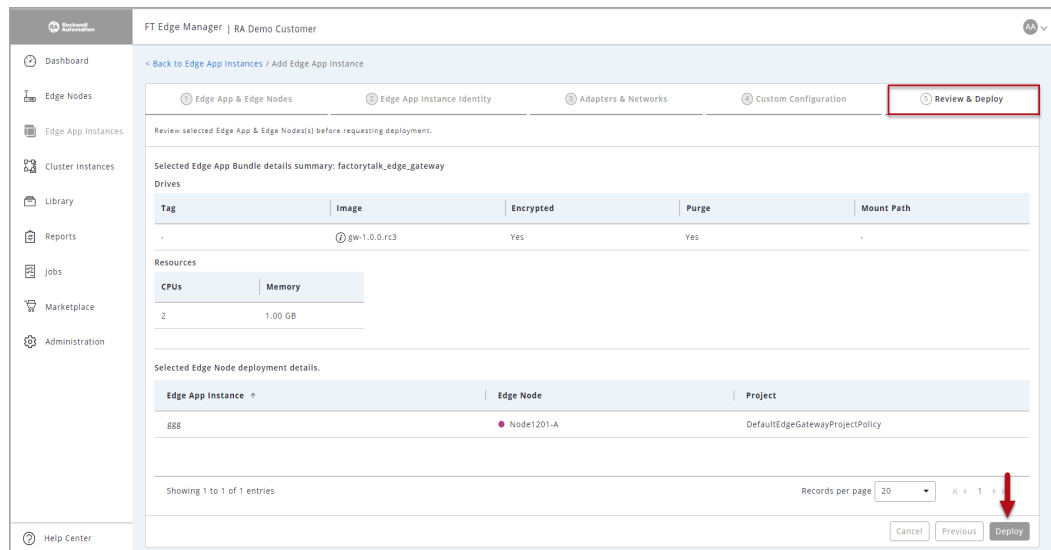 RA Rockwell Automation
FT Edge Manager | RA Demo Customer
AA
Dashboard
Edge Nodes
Edge App Instances
Cluster Instances
Library
Reports
Jobs
Marketplace
Administration
Help Center
< Back to Edge App Instances / Add Edge App Instance
1 Edge App & Edge Nodes
2 Edge App Instance Identity
3 Adapters & Networks
4 Custom Configuration
5 Review & Deploy
Review selected Edge App & Edge Nodes(s) before requesting deployment.
Selected Edge App Bundle details summary: factorytalk_edge_gateway
Drives
Tag Image Encrypted Purge Mount Path
- i gw-1.0.0.rc3 Yes Yes -
Resources
CPUs Memory
2 1.00 GB
Selected Edge Node deployment details.
Edge App Instance ↑ Edge Node Project
ggg Node1201-A DefaultEdgeGatewayProjectPolicy
Showing 1 to 1 of 1 entries
Records per page 20 1
Cancel Previous Deploy